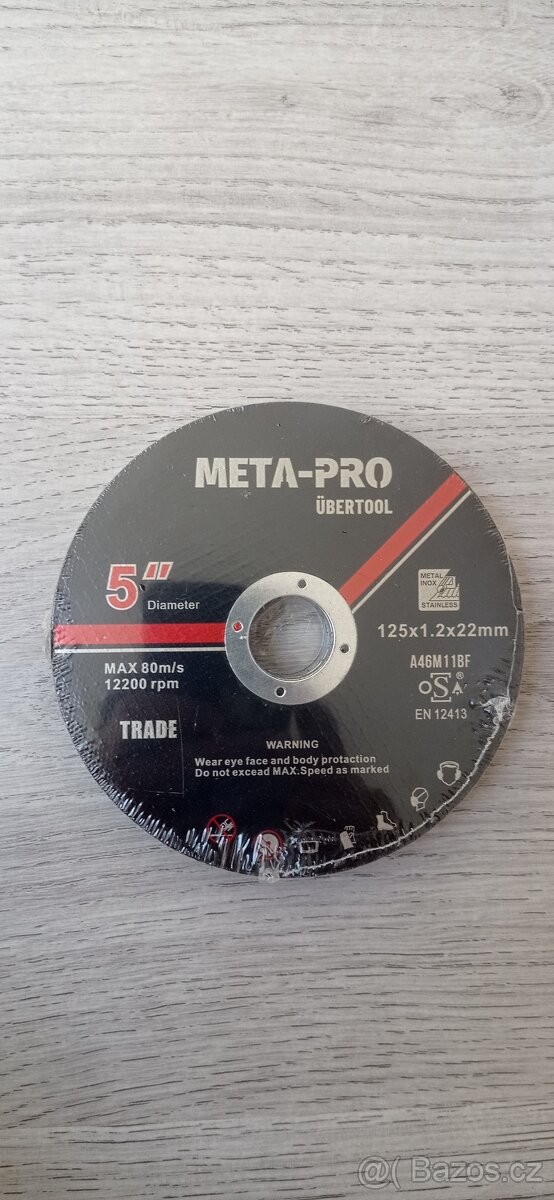 META-PRO
ÜBERTOOL
5"
Diameter
METAL
INOX
STAINLESS
125x1.2x22mm
MAX 80m/s
12200 rpm
A46M11BF
oSA®
EN 12413
TRADE
WARNING
Wear eye face and body protaction
Do not excead MAX.Speed as marked
@( Bazos.cz